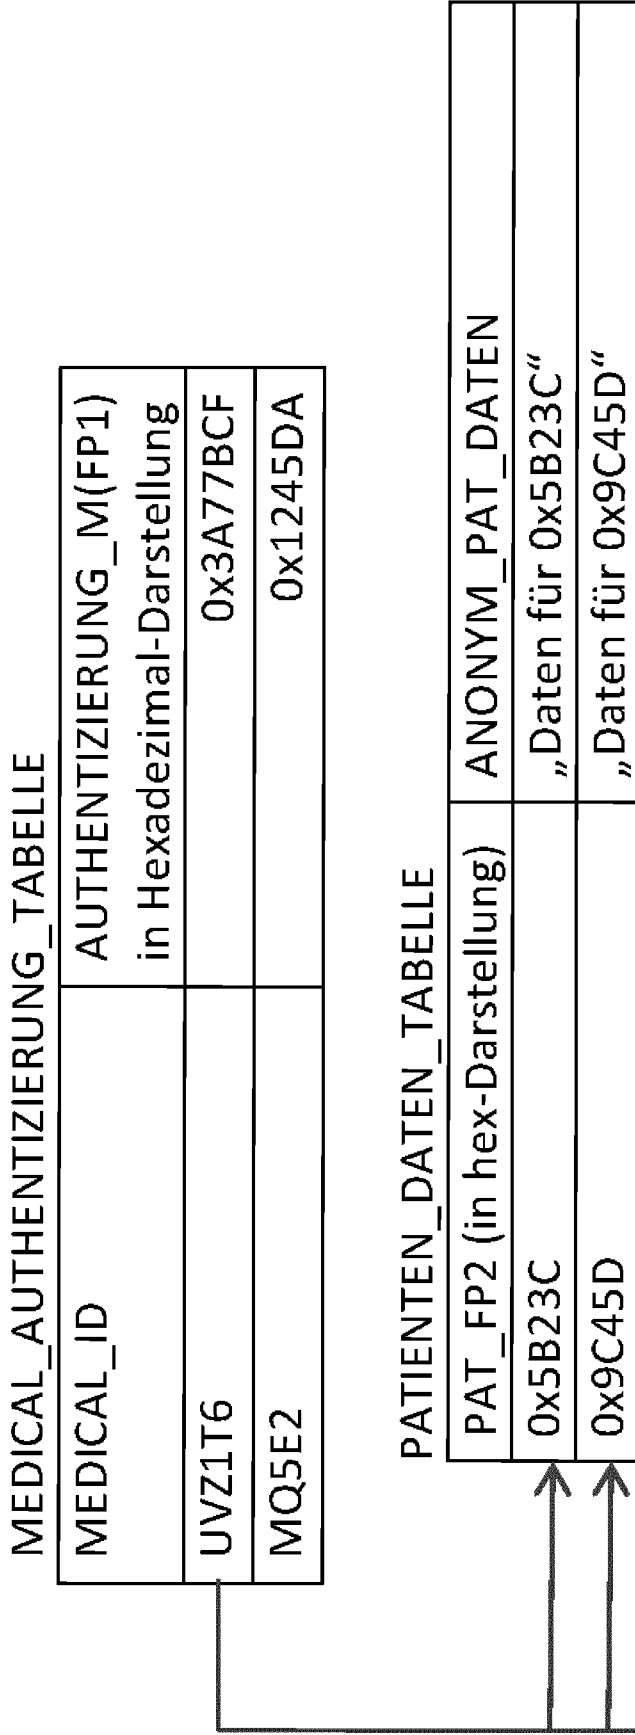 MEDICAL_AUTHENTIZIERUNG_TABELLE
MEDICAL_ID AUTHENTIZIERUNG_M(FP1)
in Hexadezimal-Darstellung
UVZ1T6 0x3A77BCF
MQ5E2 0x1245DA
PATIENTEN_DATEN_TABELLE
PAT_FP2 (in hex-Darstellung) ANONYM_PAT_DATEN
0x5B23C „Daten für 0x5B23C“
0x9C45D „Daten für 0x9C45D“